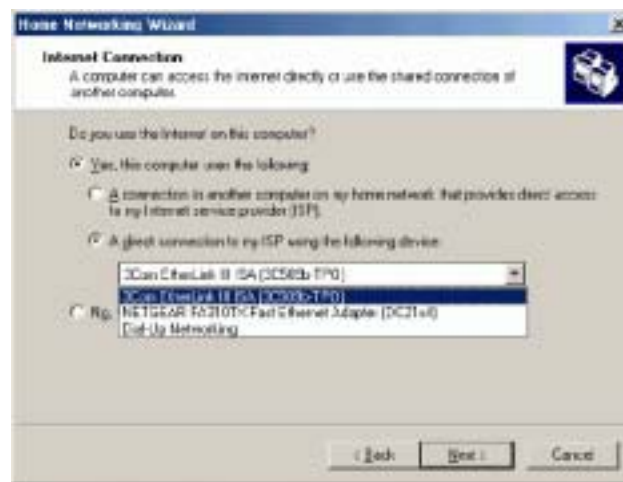 Home Networking Wizard
Internet Connection
A computer can access the Internet directly or use the shared connection of
another computer.
Do you use the Internet on this computer?
Yes, this computer uses the following:
A connection to another computer on my home network that provides direct access
to my Internet service provider (ISP).
A direct connection to my ISP using the following device:
3Com EtherLink III ISA (3C509b-TPO)
3Com EtherLink III ISA (3C509b-TPO)
No,
NETGEAR FA310TX Fast Ethernet Adapter (DC21x4)
Dial-Up Networking
< Back
Next >
Cancel